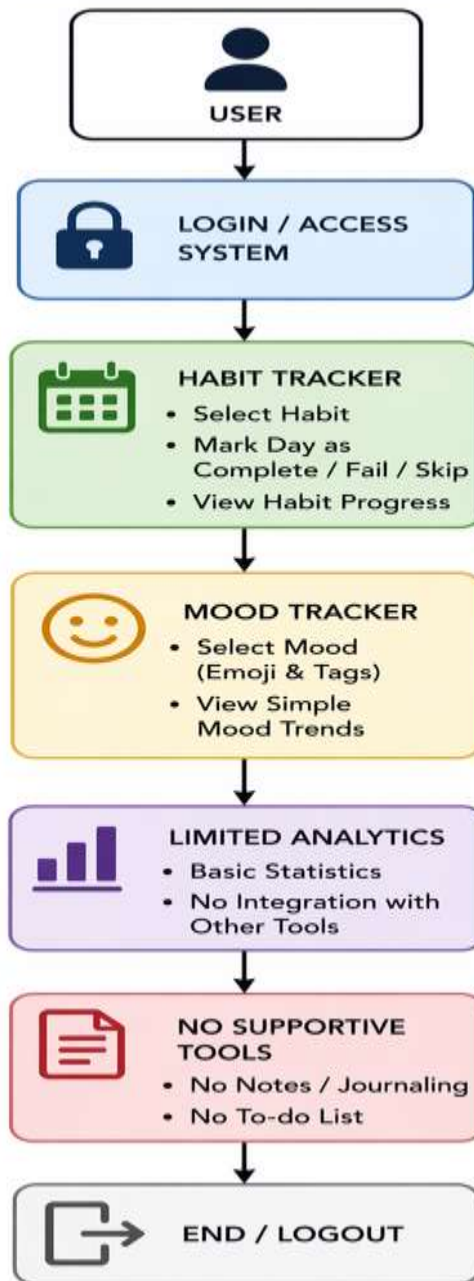 USER
LOGIN / ACCESS
SYSTEM
HABIT TRACKER
• Select Habit
• Mark Day as
Complete / Fail / Skip
• View Habit Progress
MOOD TRACKER
• Select Mood
(Emoji & Tags)
• View Simple
Mood Trends
LIMITED ANALYTICS
• Basic Statistics
• No Integration with
Other Tools
NO SUPPORTIVE
TOOLS
• No Notes / Journaling
• No To-do List
END / LOGOUT